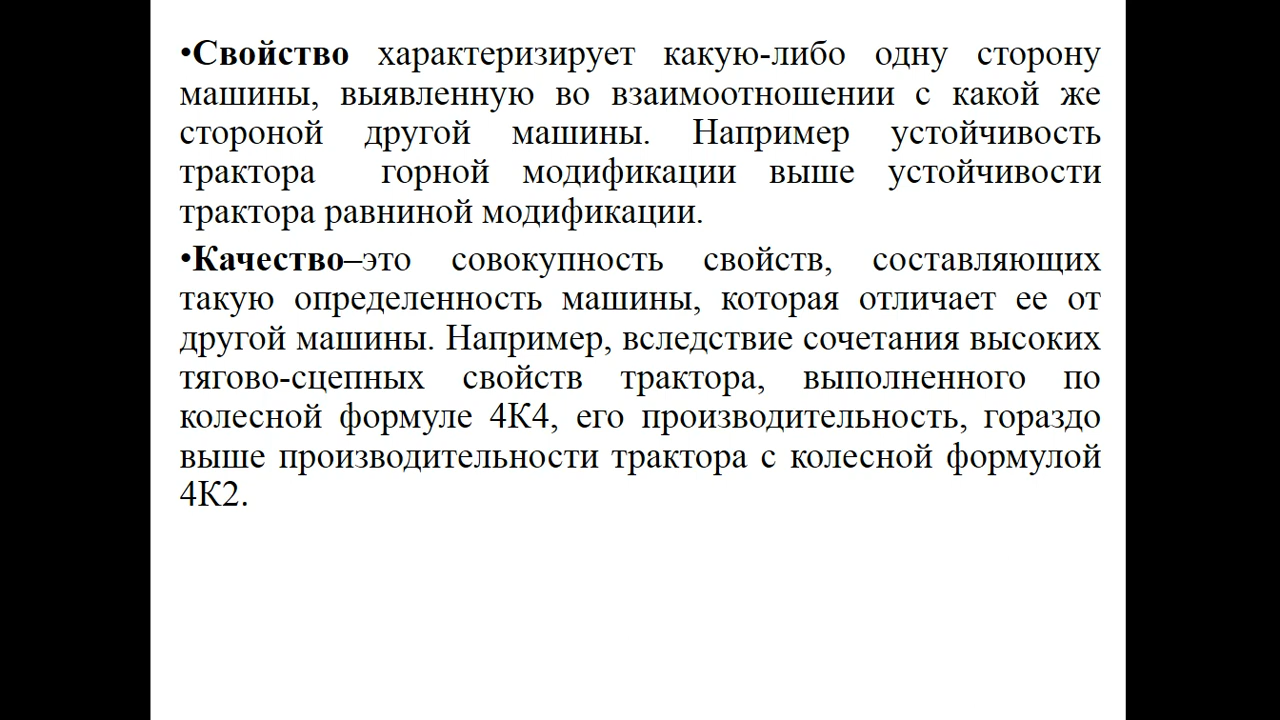 •Свойство характеризирует какую-либо одну сторону
машины, выявленную во взаимоотношении с какой же
стороной другой машины. Например устойчивость
трактора горной модификации выше устойчивости
трактора равниной модификации.
•Качество–это совокупность свойств, составляющих
такую определенность машины, которая отличает ее от
другой машины. Например, вследствие сочетания высоких
тягово-сцепных свойств трактора, выполненного по
колесной формуле 4К4, его производительность, гораздо
выше производительности трактора с колесной формулой
4К2.